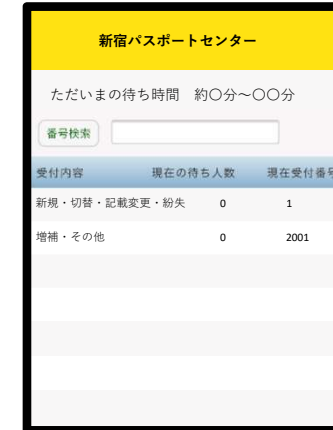 新宿パスポートセンター
ただいまの待ち時間 約〇分～〇〇分
番号検索
受付内容 現在の待ち人数 現在受付番号
新規・切替・記載変更・紛失 0 1
増補・その他 0 2001